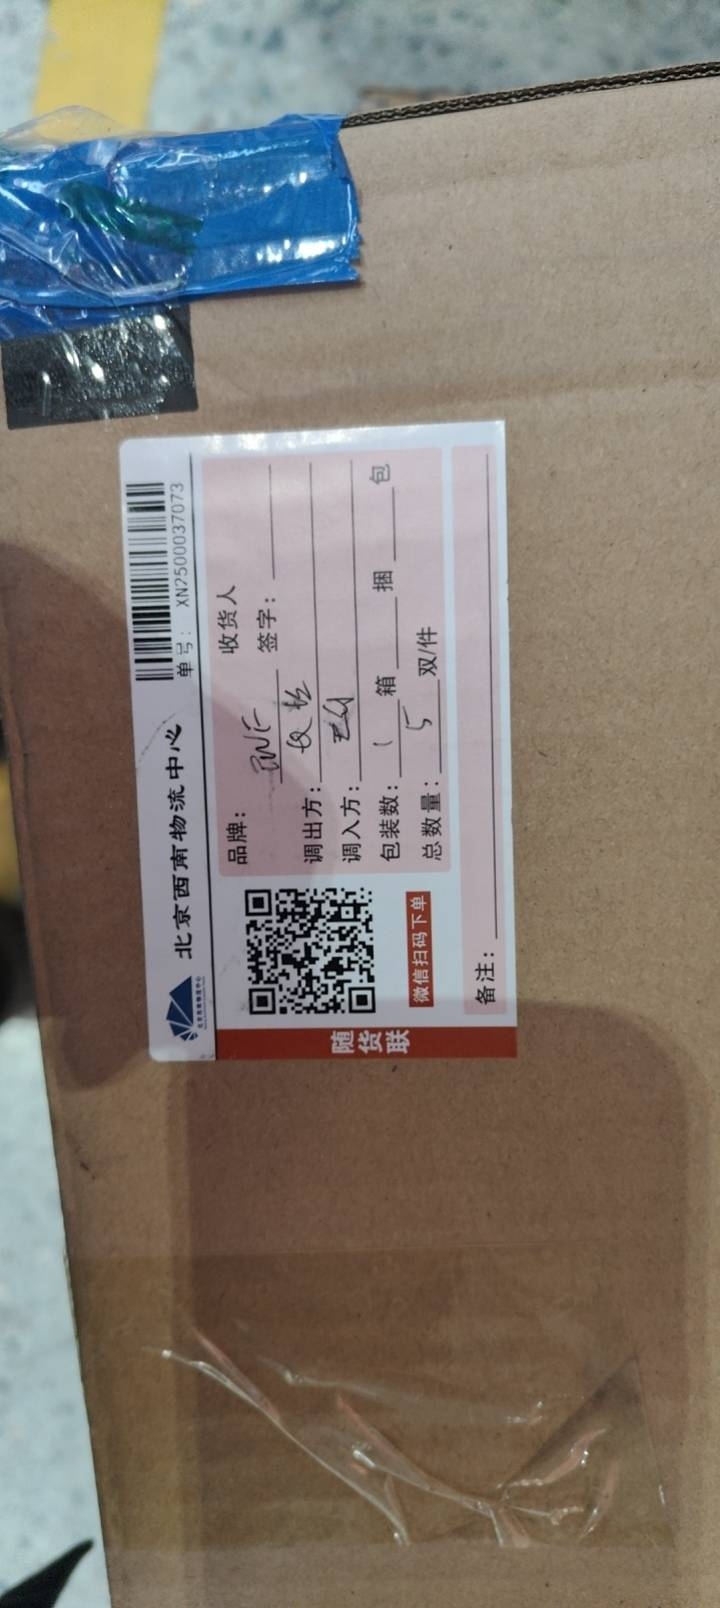 北京西南物流中心
单号: XN2500037073
品牌:
收货人
签字:
调出方:
调入方:
包装数: 1 箱 捆 包
总数量: 5 双/件
微信扫码下单
备注:
随货联